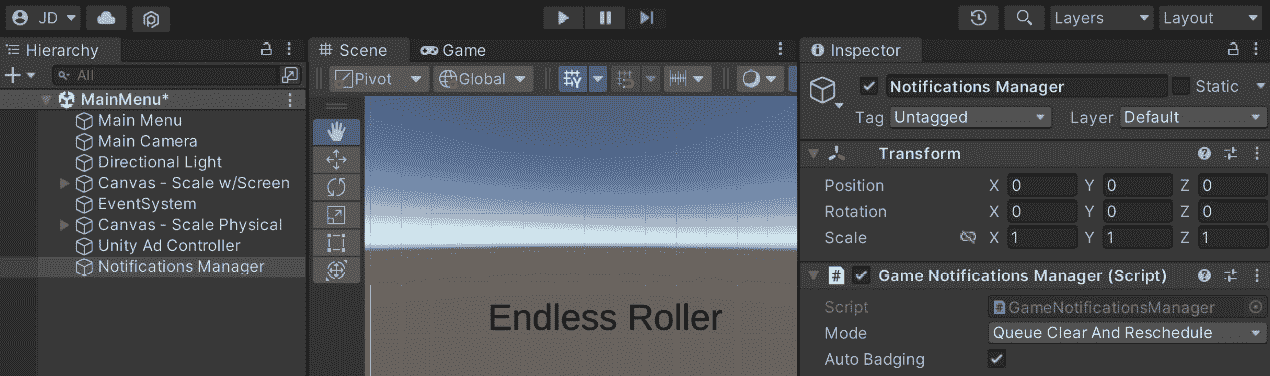 JD
Layers
Layout
Hierarchy
All
MainMenu*
Main Menu
Main Camera
Directional Light
Canvas - Scale w/Screen
EventSystem
Canvas - Scale Physical
Unity Ad Controller
Notifications Manager
Scene
Game
Pivot
Global
Endless Roller
Inspector
Notifications Manager
Static
Tag Untagged
Layer Default
Transform
Position X 0 Y 0 Z 0
Rotation X 0 Y 0 Z 0
Scale X 1 Y 1 Z 1
Game Notifications Manager (Script)
Script GameNotificationsManager
Mode Queue Clear And Reschedule
Auto Badging